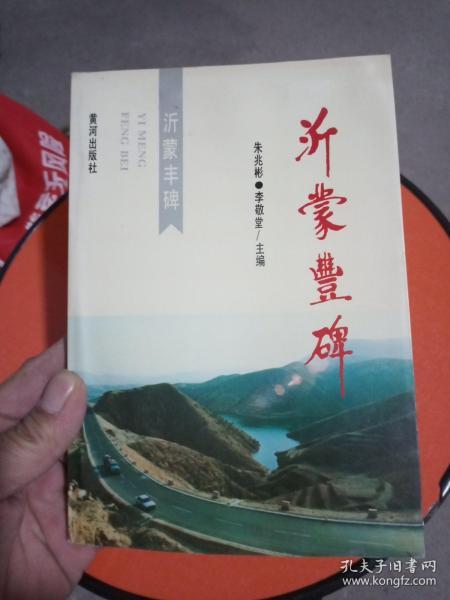 沂蒙豐碑
朱兆彬●李敬堂/主编
沂蒙丰碑
YI MENG
FENG BEI
黄河出版社
孔夫子旧书网
www.kongfz.com